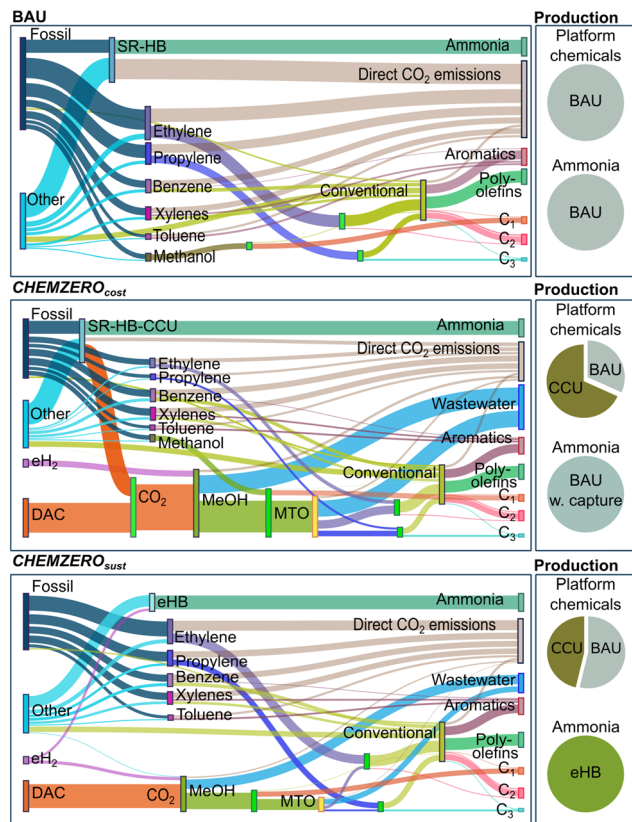 BAU
Production
Fossil
SR-HB
Ammonia
Direct CO₂ emissions
Ethylene
Propylene
Other
Benzene
Xylenes
Toluene
Methanol
Conventional
Aromatics
Poly-
olefins
C₁
C₂
C₃
Platform
chemicals
BAU
Ammonia
BAU
CHEMZERO_cost
Production
Fossil
SR-HB-CCU
Ammonia
Direct CO₂ emissions
Ethylene
Propylene
Benzene
Other
Xylenes
Toluene
Methanol
Wastewater
Aromatics
eH₂
Conventional
Poly-
olefins
DAC
CO₂
MeOH
MTO
C₁
C₂
C₃
Platform
chemicals
BAU
CCU
Ammonia
BAU
w. capture
CHEMZERO_sust
Production
Fossil
eHB
Ammonia
Direct CO₂ emissions
Ethylene
Propylene
Benzene
Xylenes
Other
Toluene
Wastewater
Aromatics
Conventional
Poly-
olefins
eH₂
DAC
CO₂
MeOH
MTO
C₁
C₂
C₃
Platform
chemicals
CCU
BAU
Ammonia
eHB